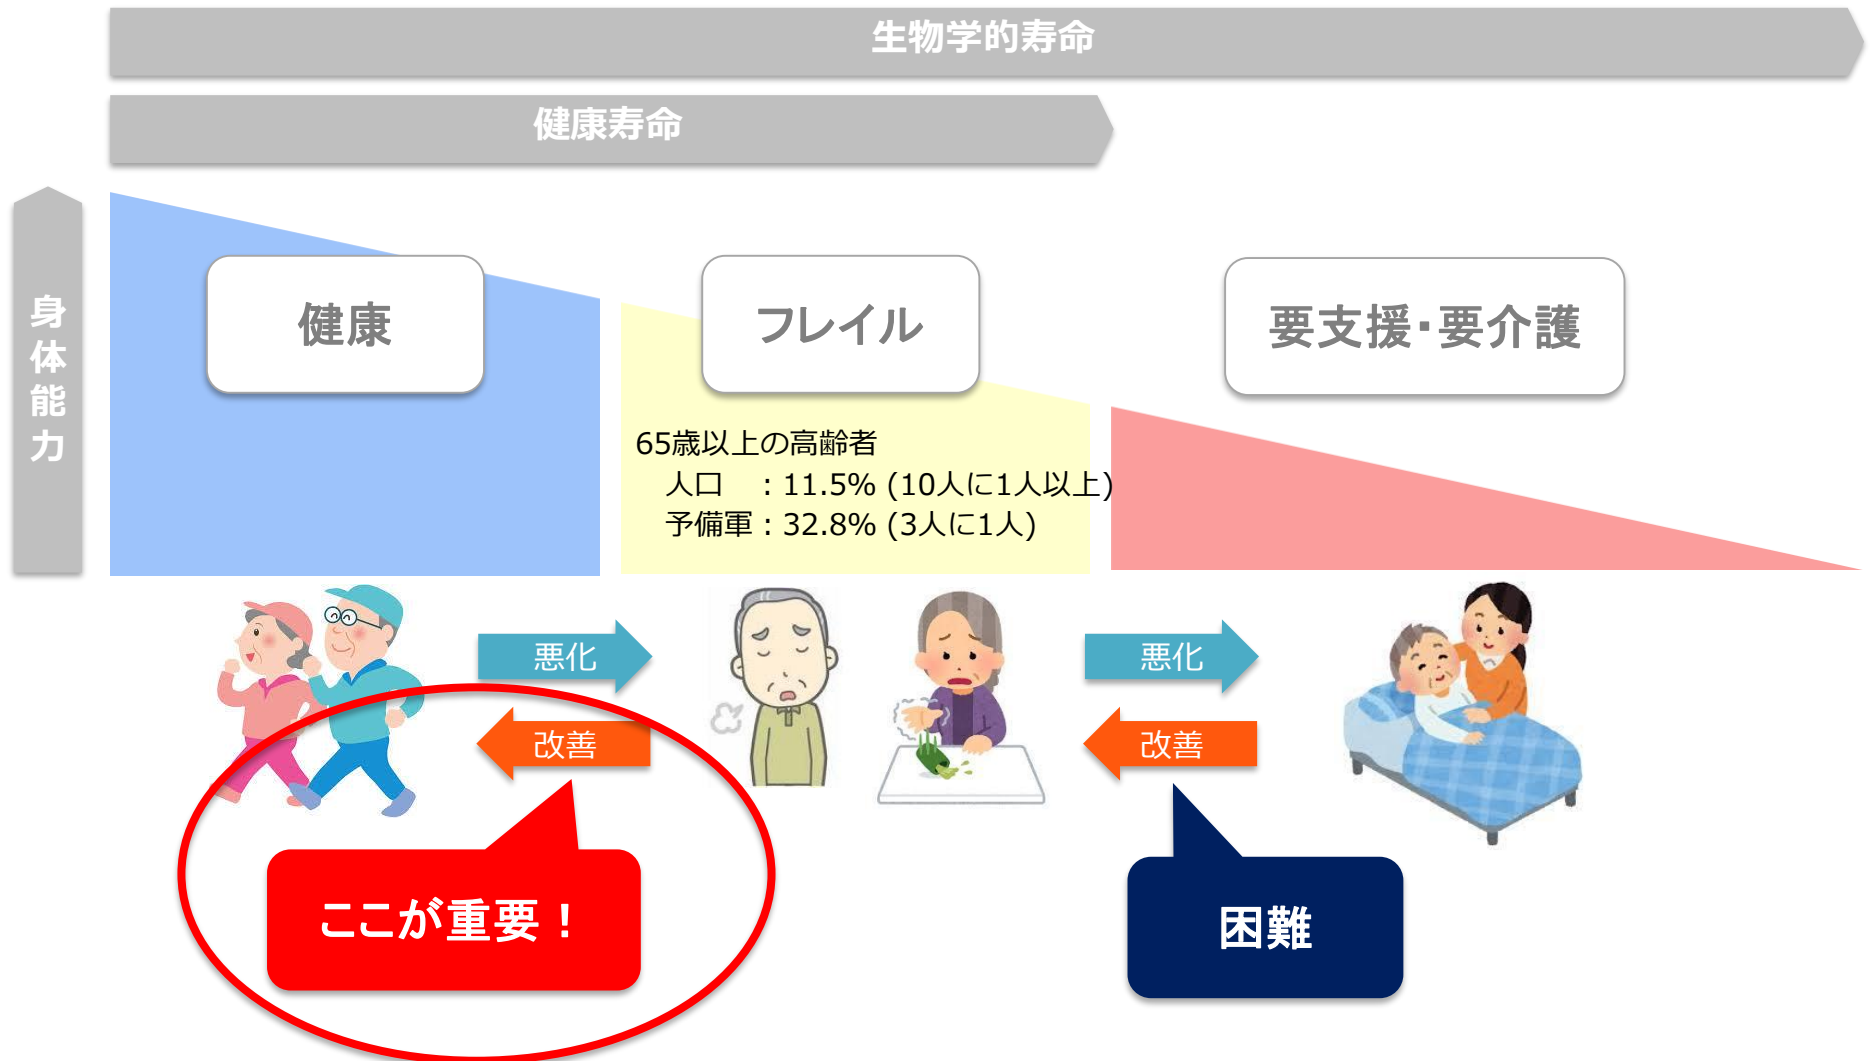 生物学的寿命
健康寿命
身体能力
健康
フレイル
要支援・要介護
65歳以上の高齢者
人口　：11.5% (10人に1人以上)
予備軍：32.8% (3人に1人)
悪化
悪化
改善
改善
ここが重要！
困難